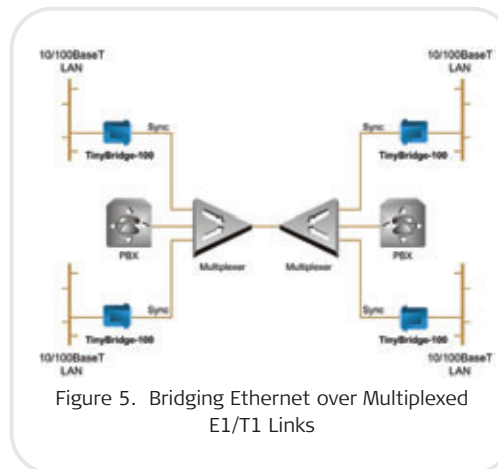 10/100BaseT
LAN
10/100BaseT
LAN
Sync
Sync
TinyBridge-100
TinyBridge-100
PBX
Multiplexer
Multiplexer
PBX
Sync
Sync
TinyBridge-100
TinyBridge-100
10/100BaseT
LAN
10/100BaseT
LAN
Figure 5. Bridging Ethernet over Multiplexed
E1/T1 Links